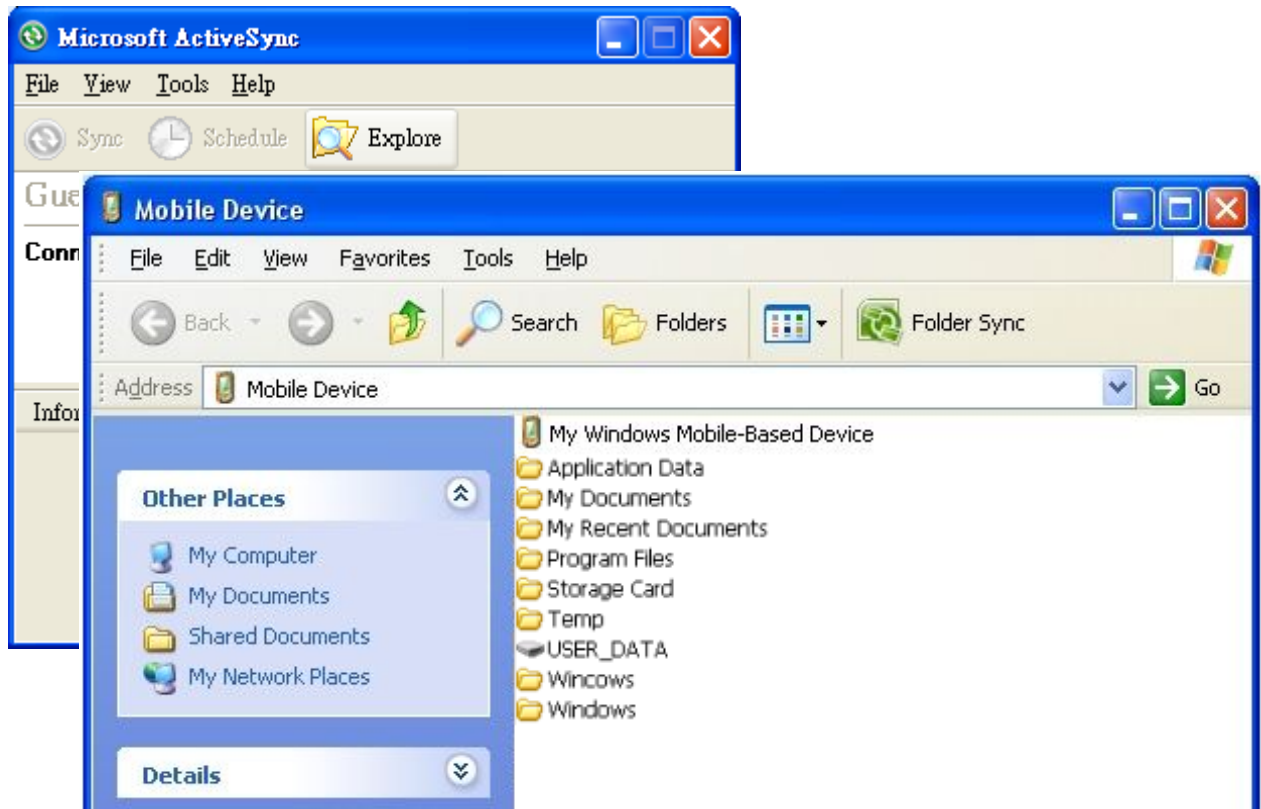 Microsoft ActiveSync
File View Tools Help
Sync Schedule Explore
Gue
Conn
Infor
Mobile Device
File Edit View Favorites Tools Help
Back Search Folders Folder Sync
Address Mobile Device Go
Other Places
My Computer
My Documents
Shared Documents
My Network Places
Details
My Windows Mobile-Based Device
Application Data
My Documents
My Recent Documents
Program Files
Storage Card
Temp
USER_DATA
Wincows
Windows